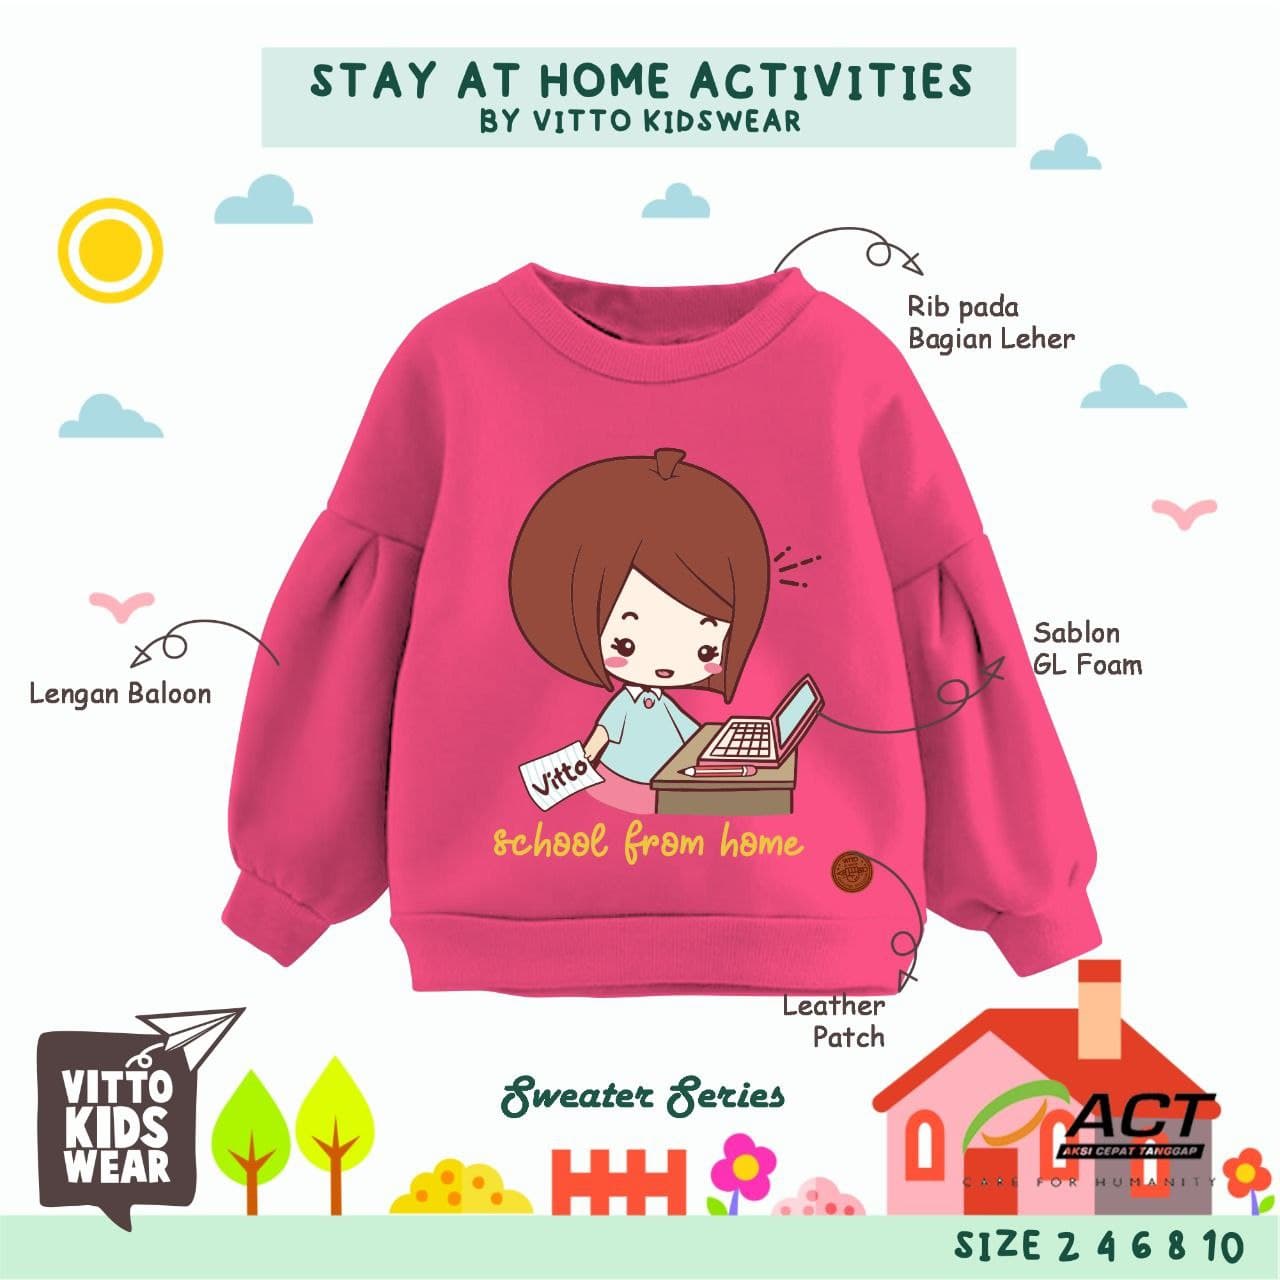 STAY AT HOME ACTIVITIES
BY VITTO KIDSWEAR
Rib pada
Bagian Leher
Sablon
GL Foam
Lengan Baloon
Vitto
school from home
Leather
Patch
VITTO
KIDS
WEAR
Sweater Series
ACT
AKSI CEPAT TANGGAP
CARE FOR HUMANITY
SIZE 2 4 6 8 10